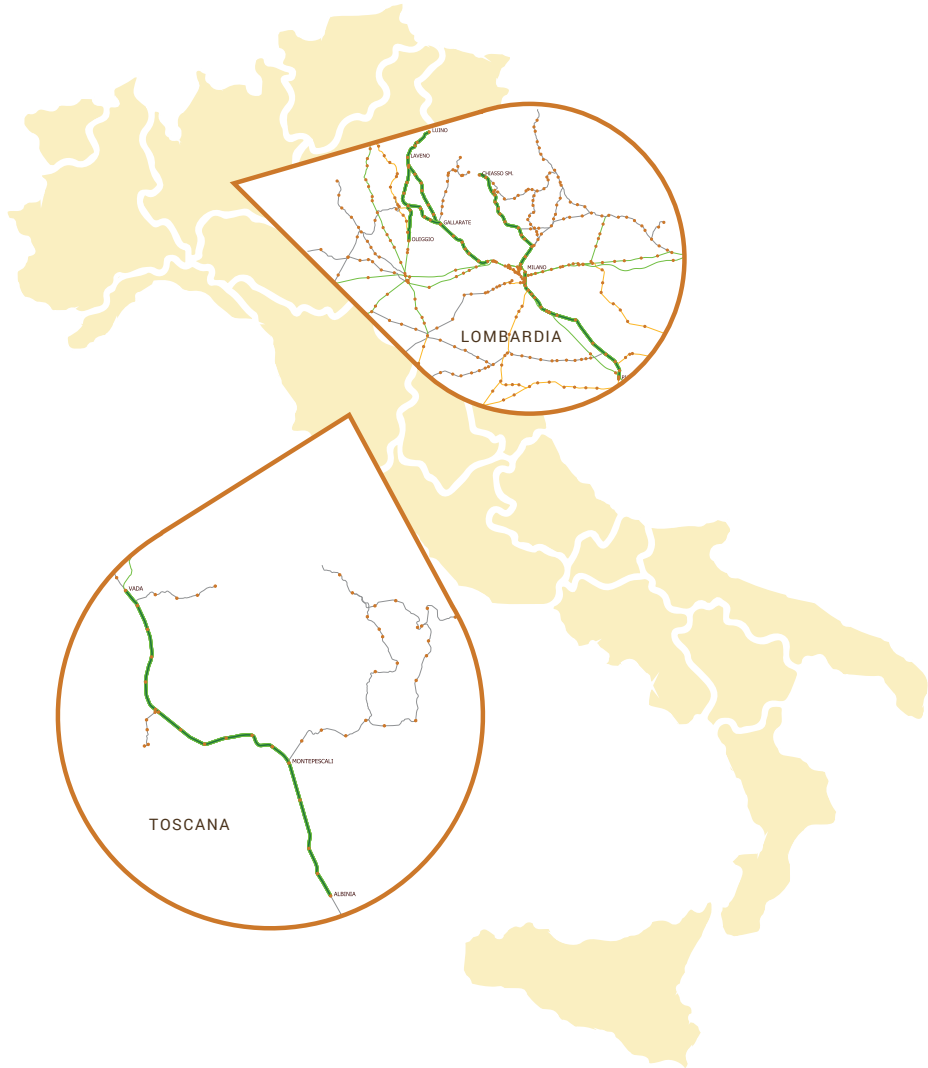 LUINO
LAVENO
CHIASSO SM.
GALLARATE
OLEGGIO
MILANO
LOMBARDIA
VADA
MONTEPESCALI
TOSCANA
ALBINIA